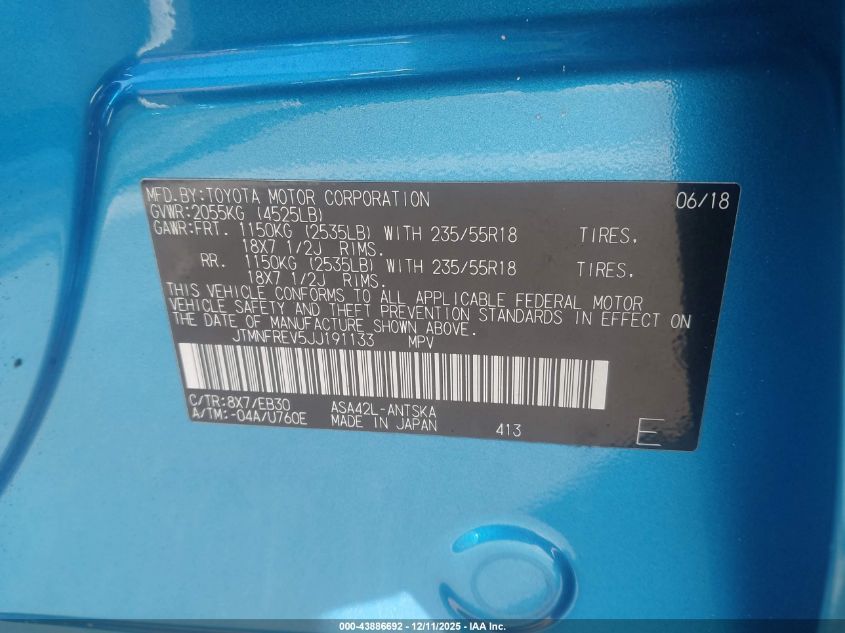 MFD.BY:TOYOTA MOTOR CORPORATION 06/18
GVWR:2055KG (4525LB)
GAWR:FRT. 1150KG (2535LB) WITH 235/55R18 TIRES,
18X7 1/2J RIMS.
RR. 1150KG (2535LB) WITH 235/55R18 TIRES,
18X7 1/2J RIMS.
THIS VEHICLE CONFORMS TO ALL APPLICABLE FEDERAL MOTOR
VEHICLE SAFETY AND THEFT PREVENTION STANDARDS IN EFFECT ON
THE DATE OF MANUFACTURE SHOWN ABOVE.
JTMNFREV5JJ191133 MPV
C/TR:8X7/EB30 ASA42L-ANTSKA
A/TM:-04A/U760E MADE IN JAPAN 413 E
000-43886692 - 12/11/2025 - IAA Inc.